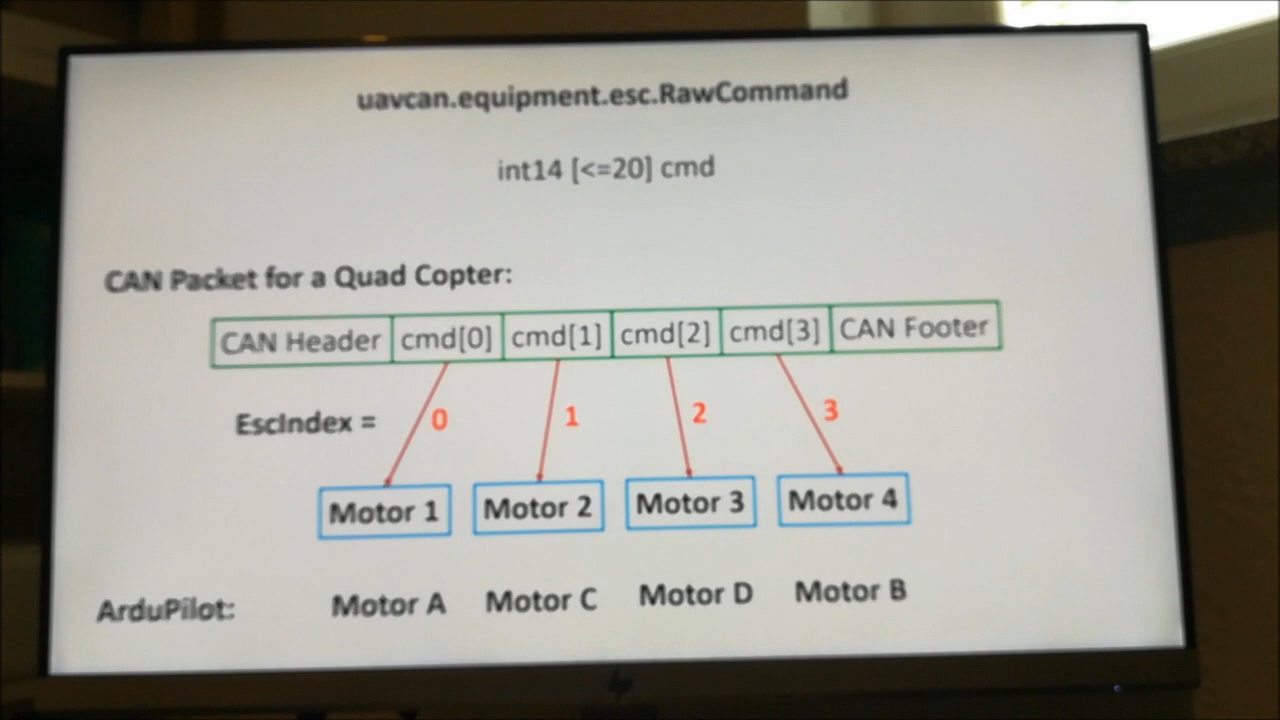 uavcan.equipment.esc.RawCommand
int14 [<=20] cmd
CAN Packet for a Quad Copter:
CAN Header cmd[0] cmd[1] cmd[2] cmd[3] CAN Footer
EscIndex = 0 1 2 3
Motor 1 Motor 2 Motor 3 Motor 4
ArduPilot: Motor A Motor C Motor D Motor B
hp